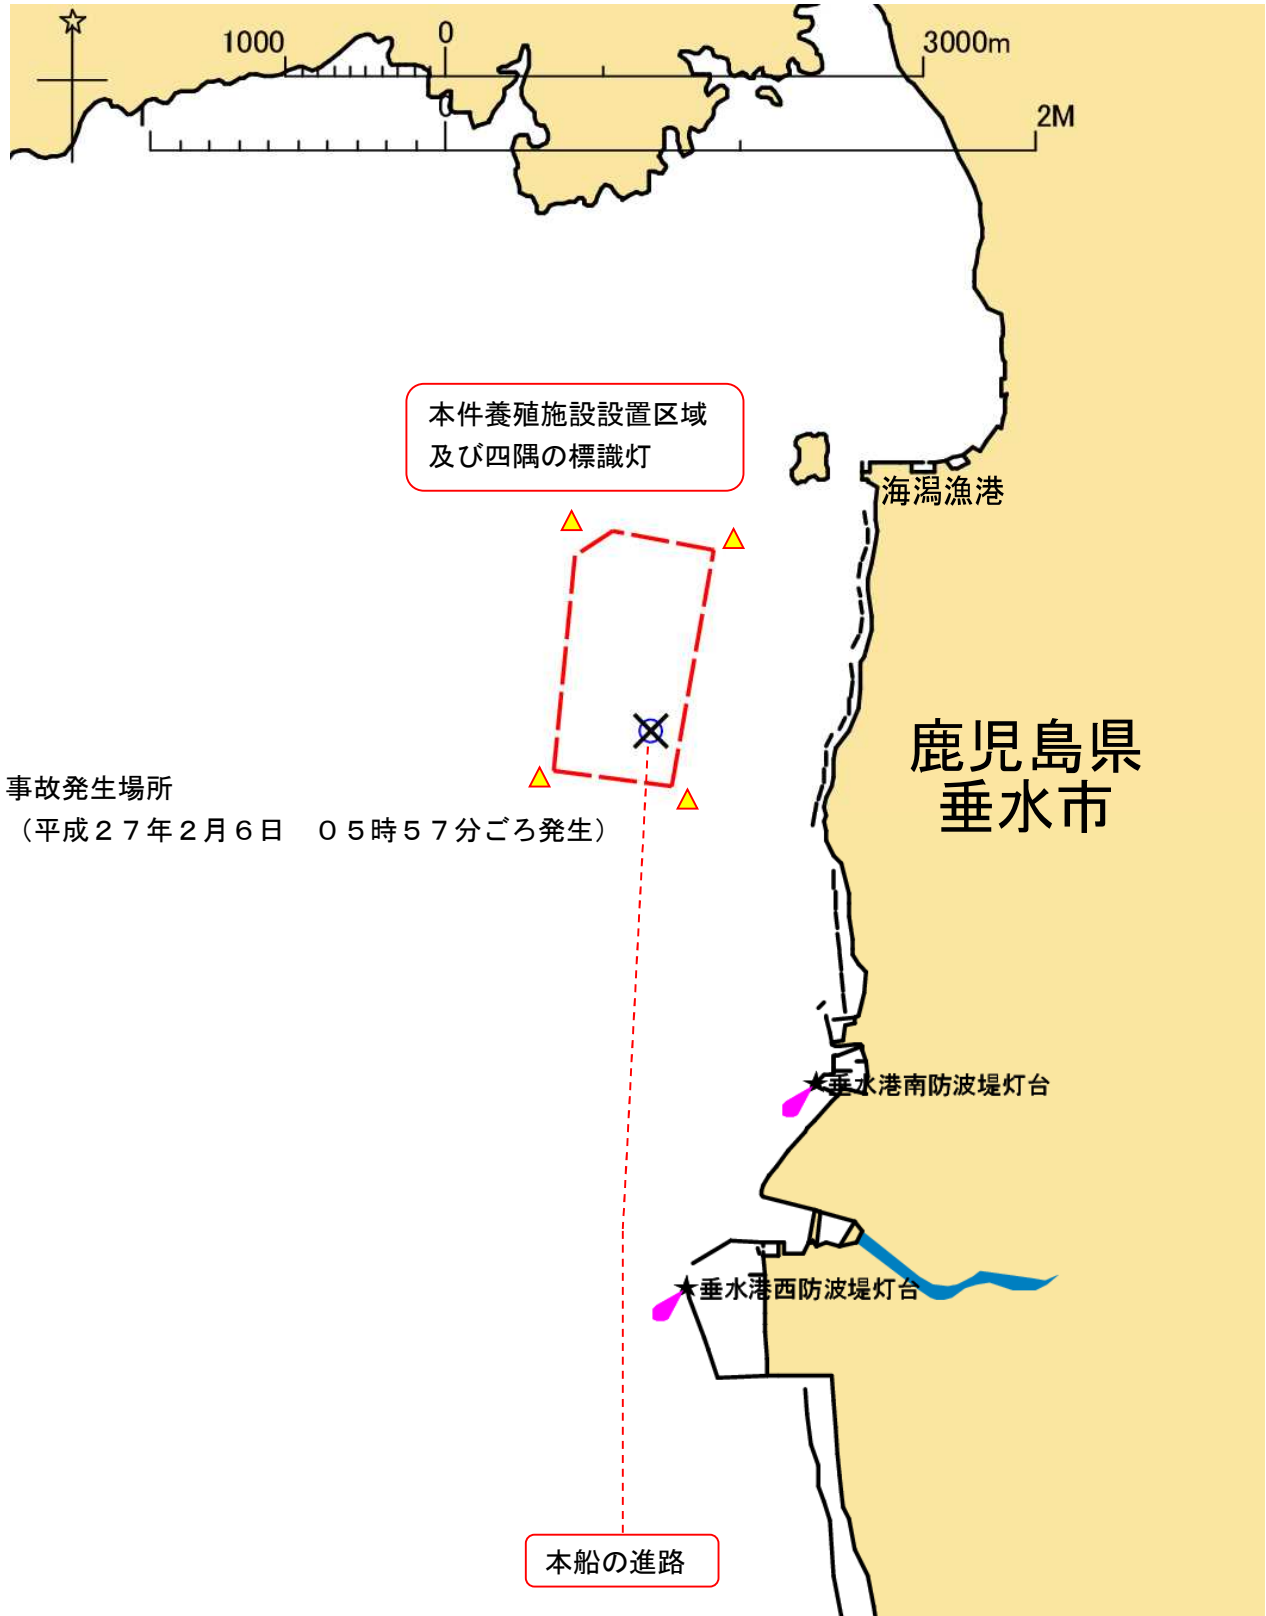 1000
0
3000m
0
2M
本件養殖施設設置区域
及び四隅の標識灯
海潟漁港
鹿児島県
垂水市
事故発生場所
（平成２７年２月６日　０５時５７分ごろ発生）
垂水港南防波堤灯台
垂水港西防波堤灯台
本船の進路